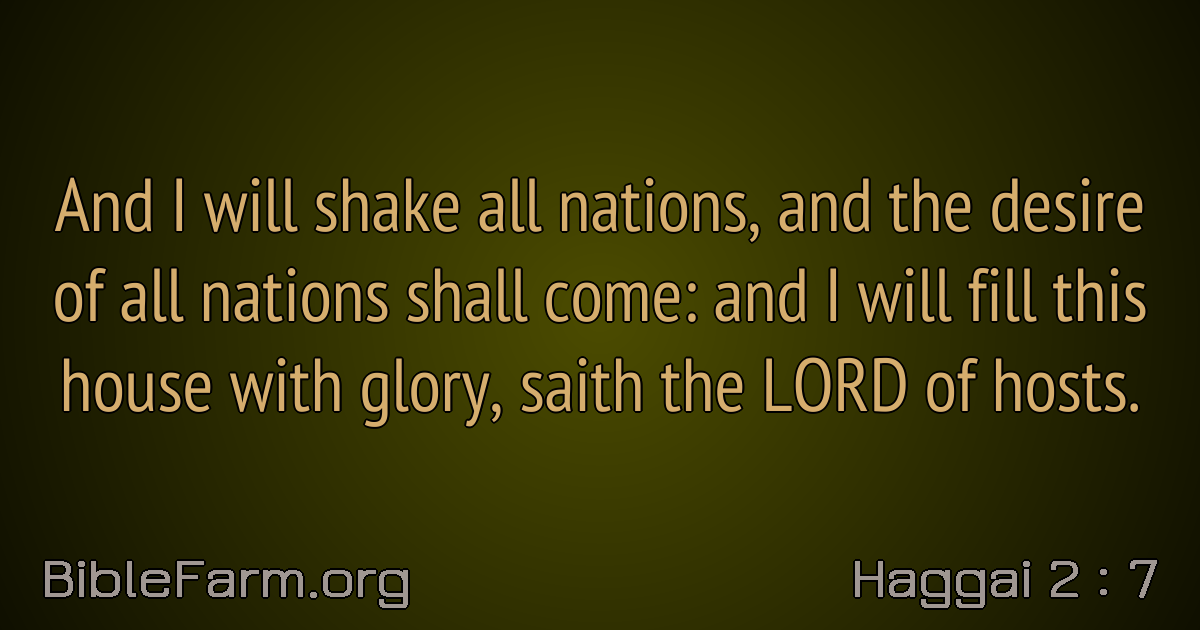 And I will shake all nations, and the desire
of all nations shall come: and I will fill this
house with glory, saith the LORD of hosts.
BibleFarm.org
Haggai 2 : 7